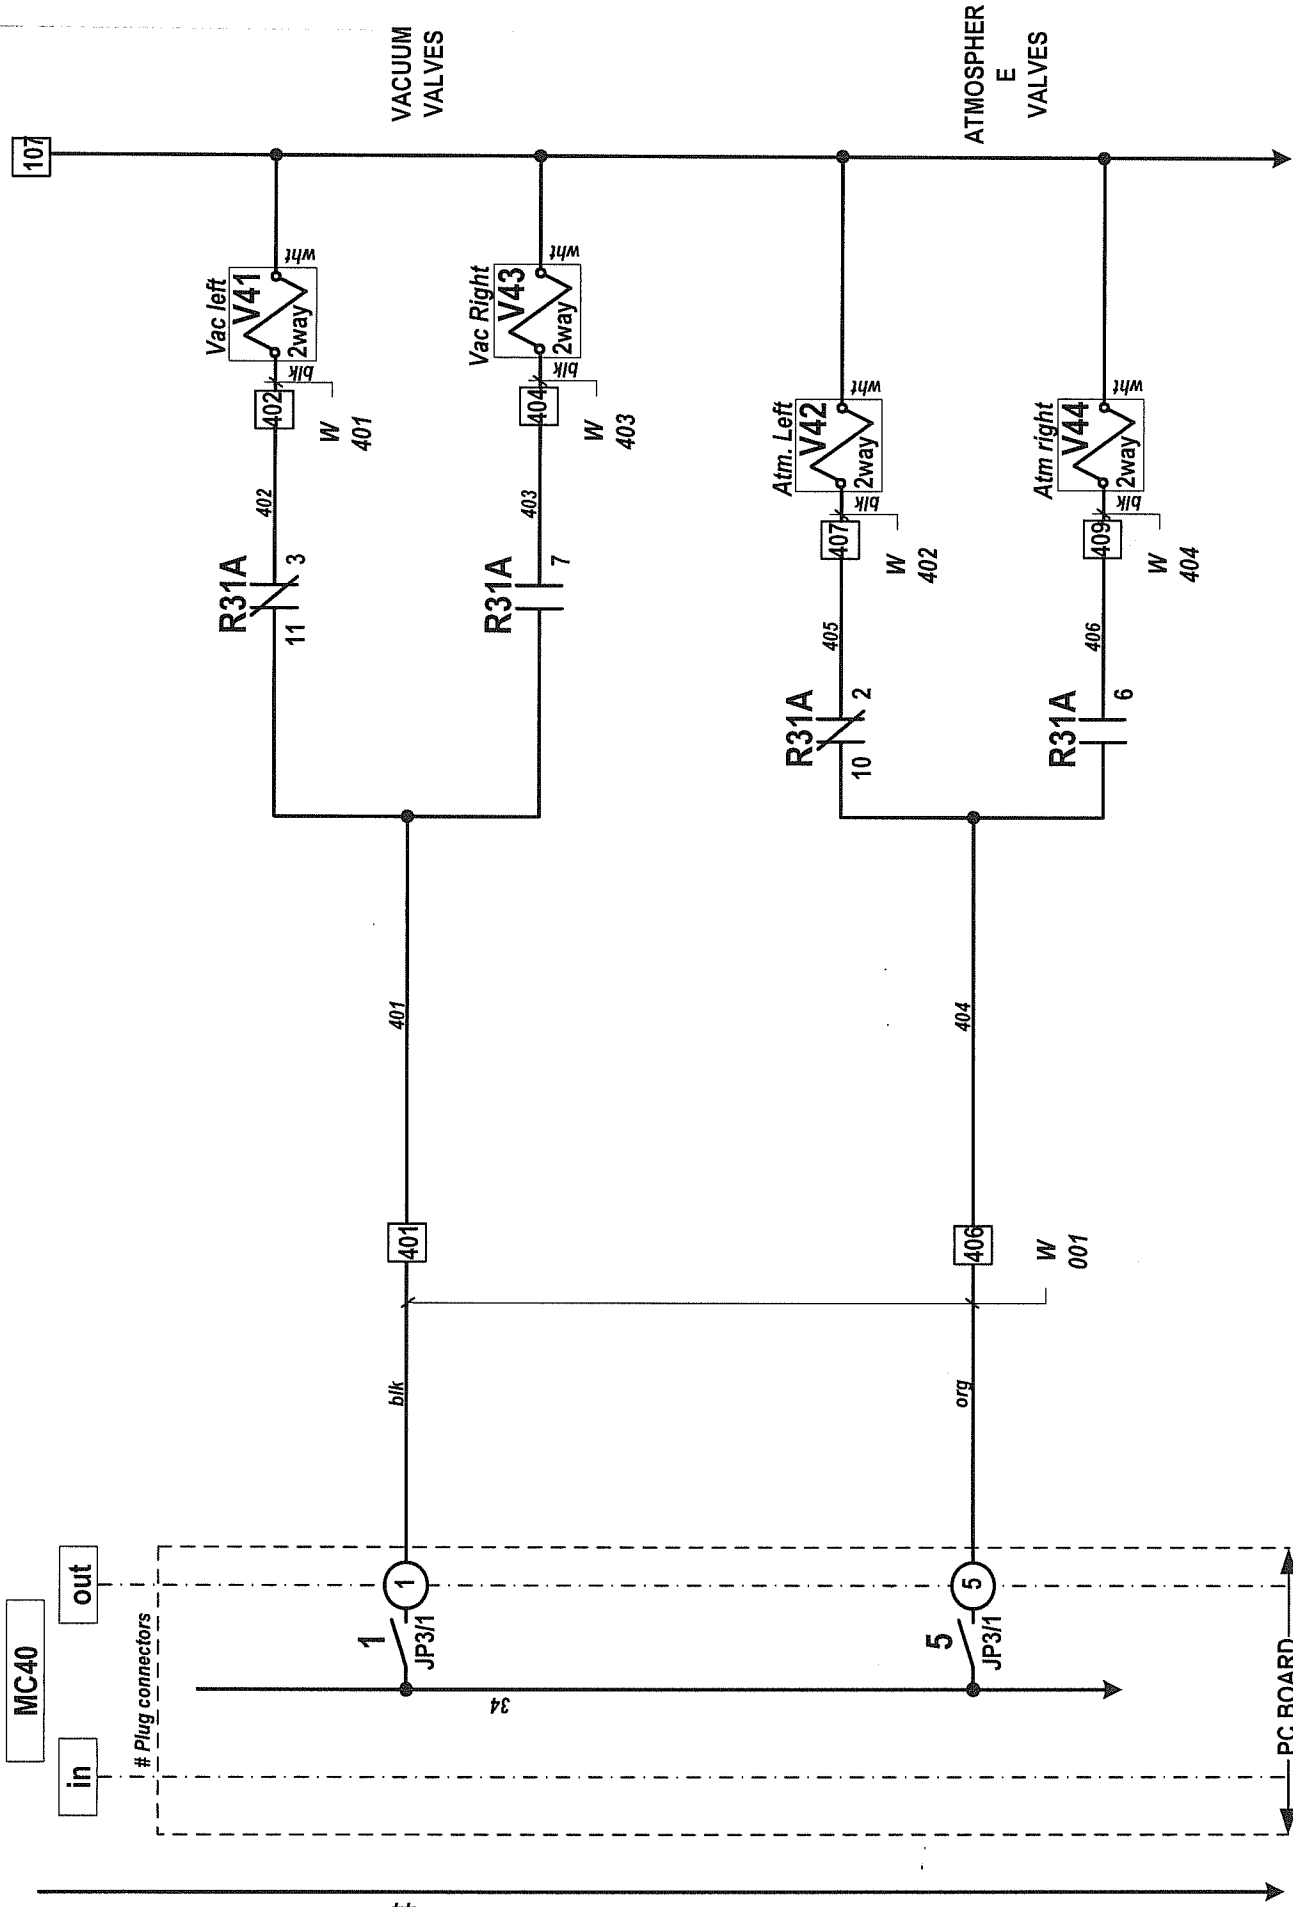 MC40
in
out
# Plug connectors
1
JP3/1
1
blk
401
401
R31A
11
3
402
402
W
401
blk
Vac left
V41
2way
wht
107
VACUUM
VALVES
R31A
7
403
404
W
403
blk
Vac Right
V43
2way
wht
34
5
JP3/1
5
org
406
W
001
404
R31A
10
2
405
407
W
402
blk
Atm. Left
V42
2way
wht
ATMOSPHER
E
VALVES
R31A
6
406
409
W
404
blk
Atm right
V44
2way
wht
PC BOARD